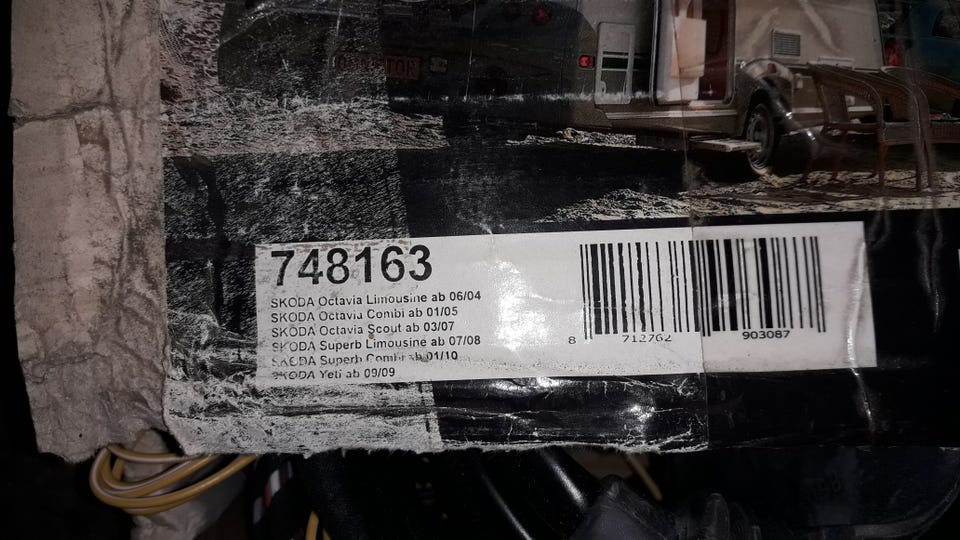 748163
SKODA Octavia Limousine ab 06/04
SKODA Octavia Combi ab 01/05
SKODA Octavia Scout ab 03/07
SKODA Superb Limousine ab 07/08
SKODA Superb Combi ab 01/10
SKODA Yeti ab 09/09
8 712762 903087